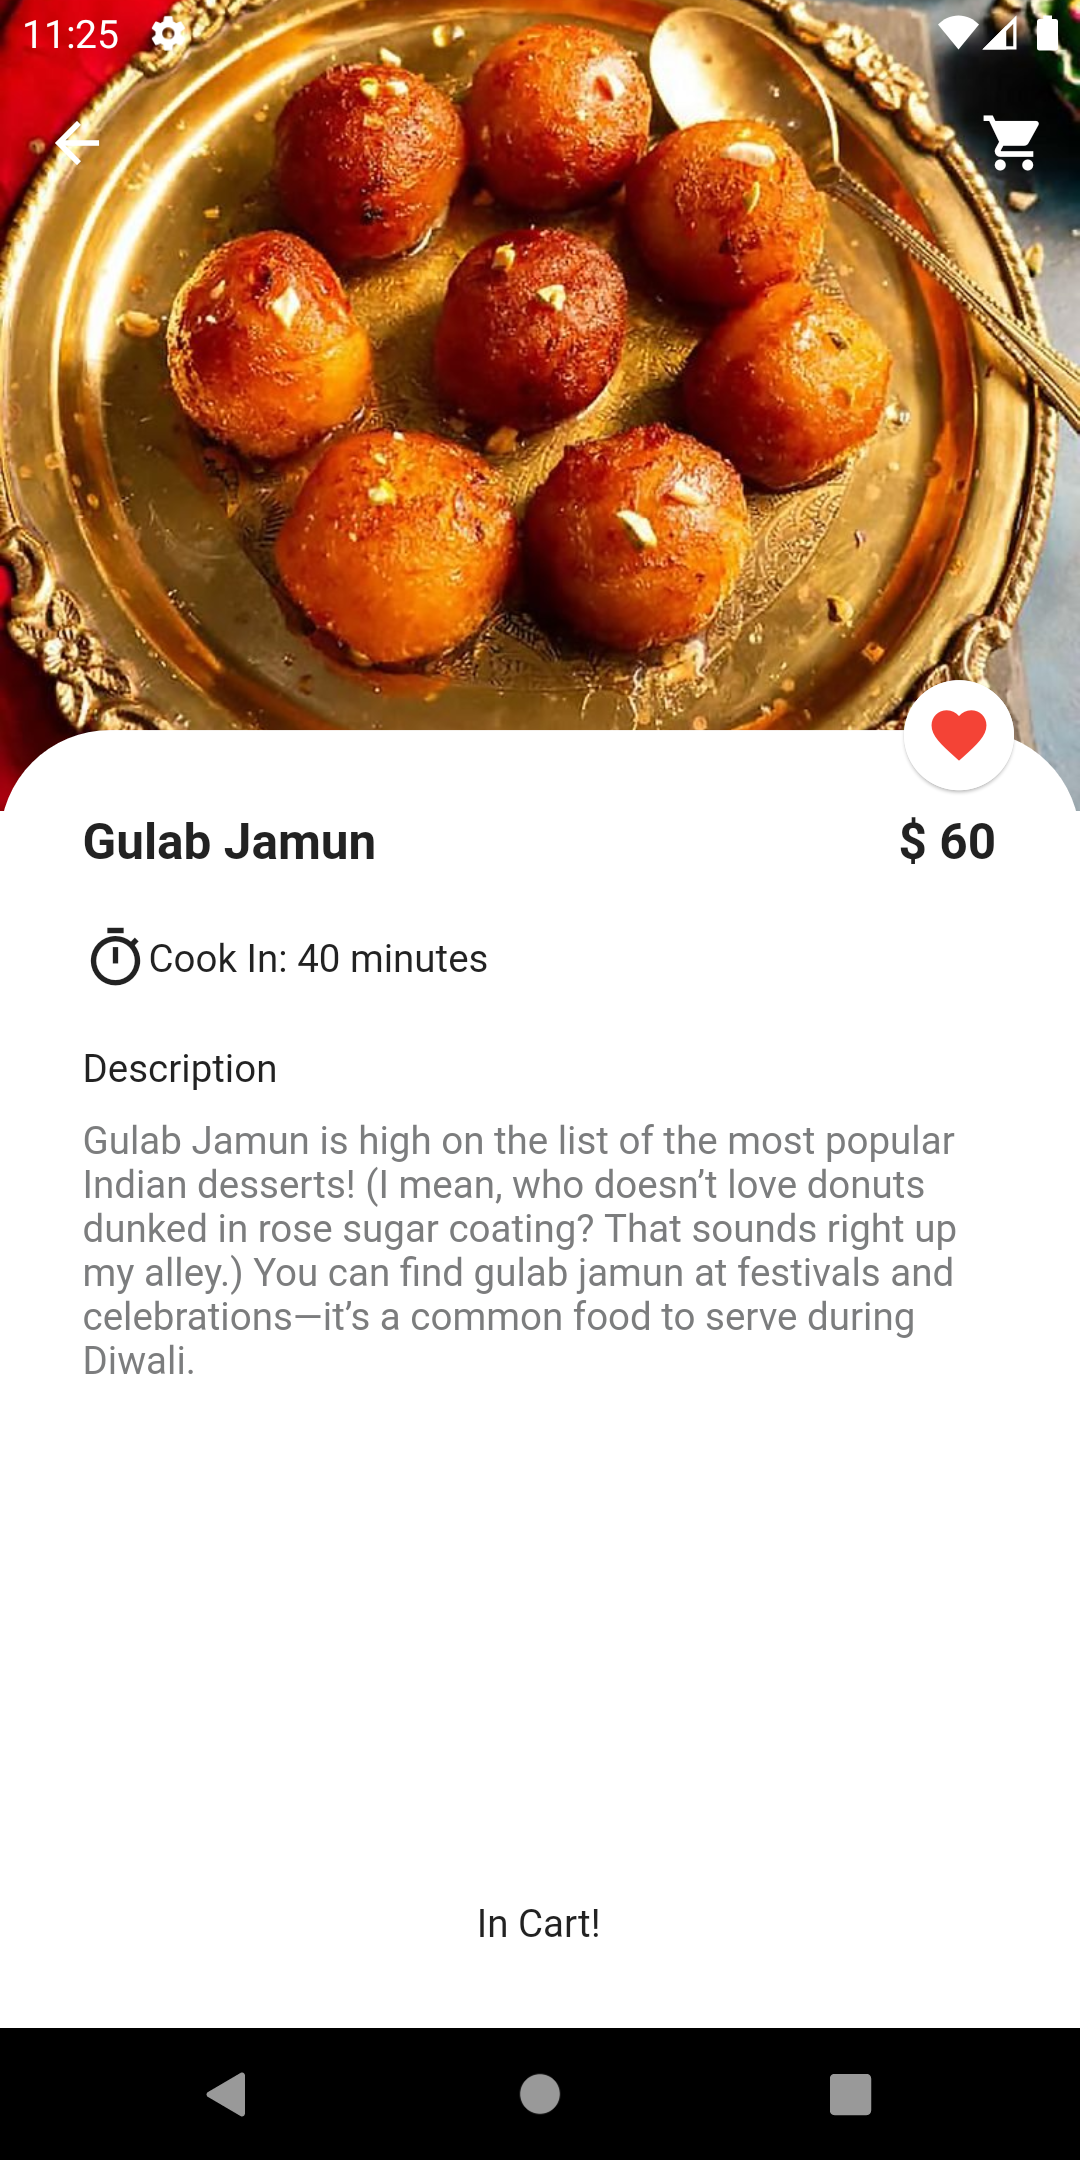 11:25
Gulab Jamun
$ 60
Cook In: 40 minutes
Description
Gulab Jamun is high on the list of the most popular
Indian desserts! (I mean, who doesn’t love donuts
dunked in rose sugar coating? That sounds right up
my alley.) You can find gulab jamun at festivals and
celebrations—it’s a common food to serve during
Diwali.
In Cart!